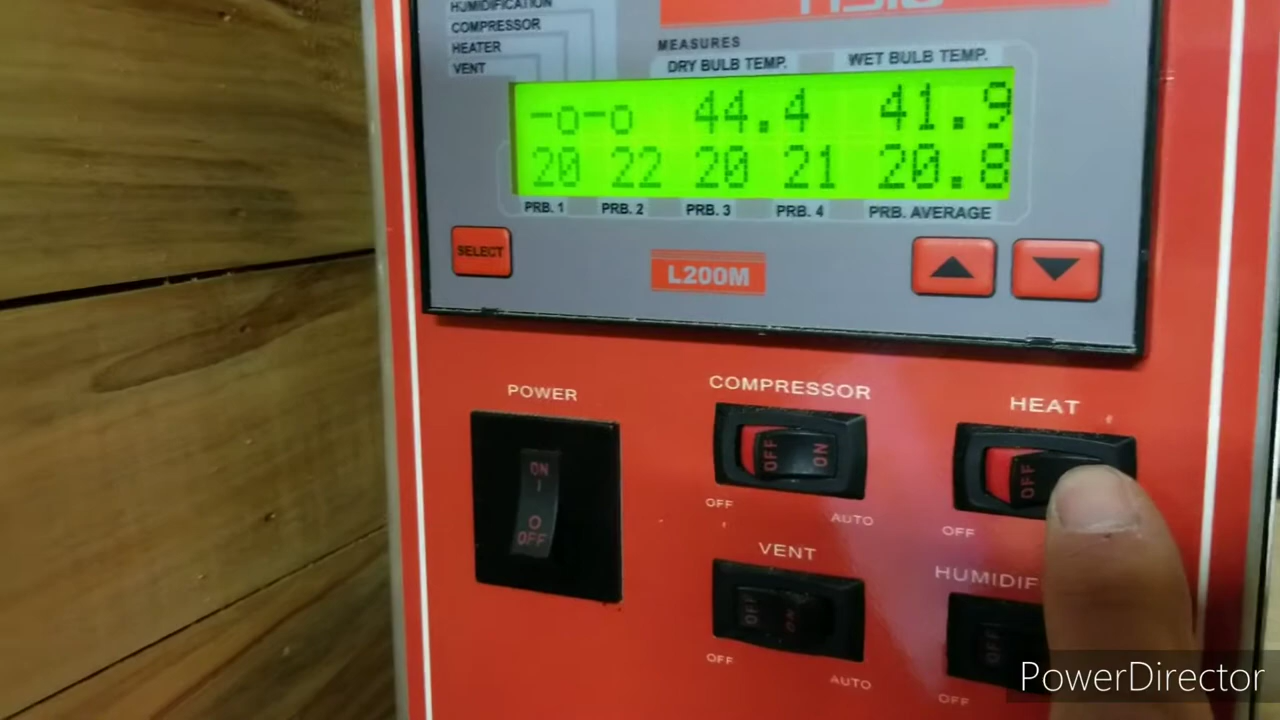 HUMIDIFICATION
COMPRESSOR
HEATER
VENT
MEASURES
DRY BULB TEMP. WET BULB TEMP.
-o-o 44.4 41.9
20 22 20 21 20.8
PRB. 1 PRB. 2 PRB. 3 PRB. 4 PRB. AVERAGE
SELECT
L200M
POWER
COMPRESSOR
HEAT
ON
OFF
OFF ON
OFF
OFF AUTO
OFF
VENT
HUMIDIF
OFF ON
OFF
OFF AUTO
OFF
PowerDirector